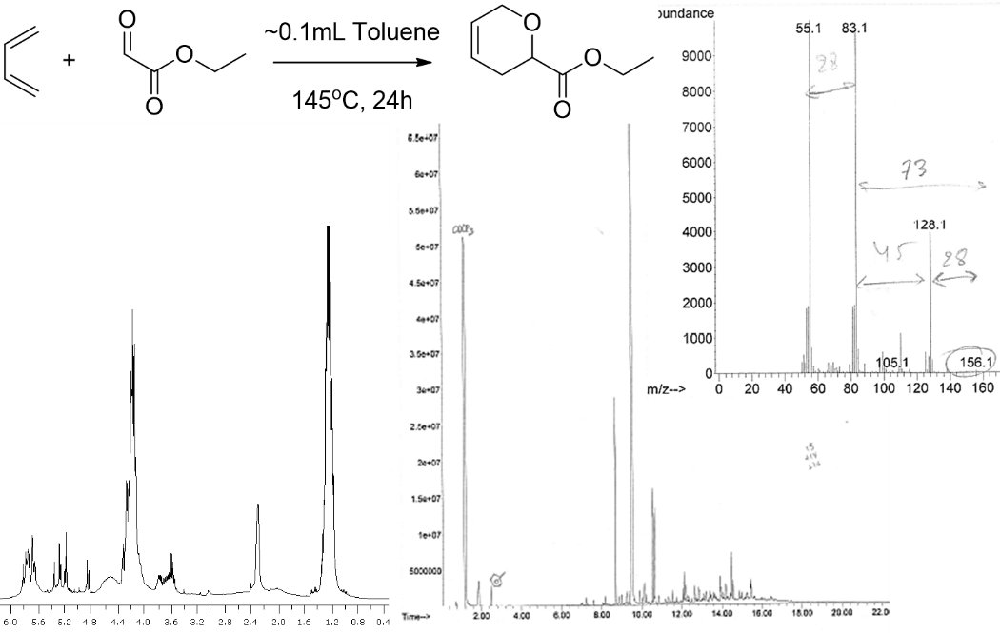 O
O
O
+
~0.1mL Toluene
145°C, 24h
O
O
O
bundance
9000
8000
7000
6000
5000
4000
3000
2000
1000
0
55.1
83.1
28
73
128.1
45
28
105.1
156.1
m/z-->
0 20 40 60 80 100 120 140 160
6.5e+07
6e+07
5.5e+07
5e+07
4.5e+07
4e+07
3.5e+07
3e+07
2.5e+07
2e+07
1.5e+07
1e+07
5000000
CDCl3
Time-->
2.00 4.00 6.00 8.00 10.00 12.00 14.00 16.00 18.00 20.00 22.0
6.0 5.6 5.2 4.8 4.4 4.0 3.6 3.2 2.8 2.4 2.0 1.6 1.2 0.8 0.4